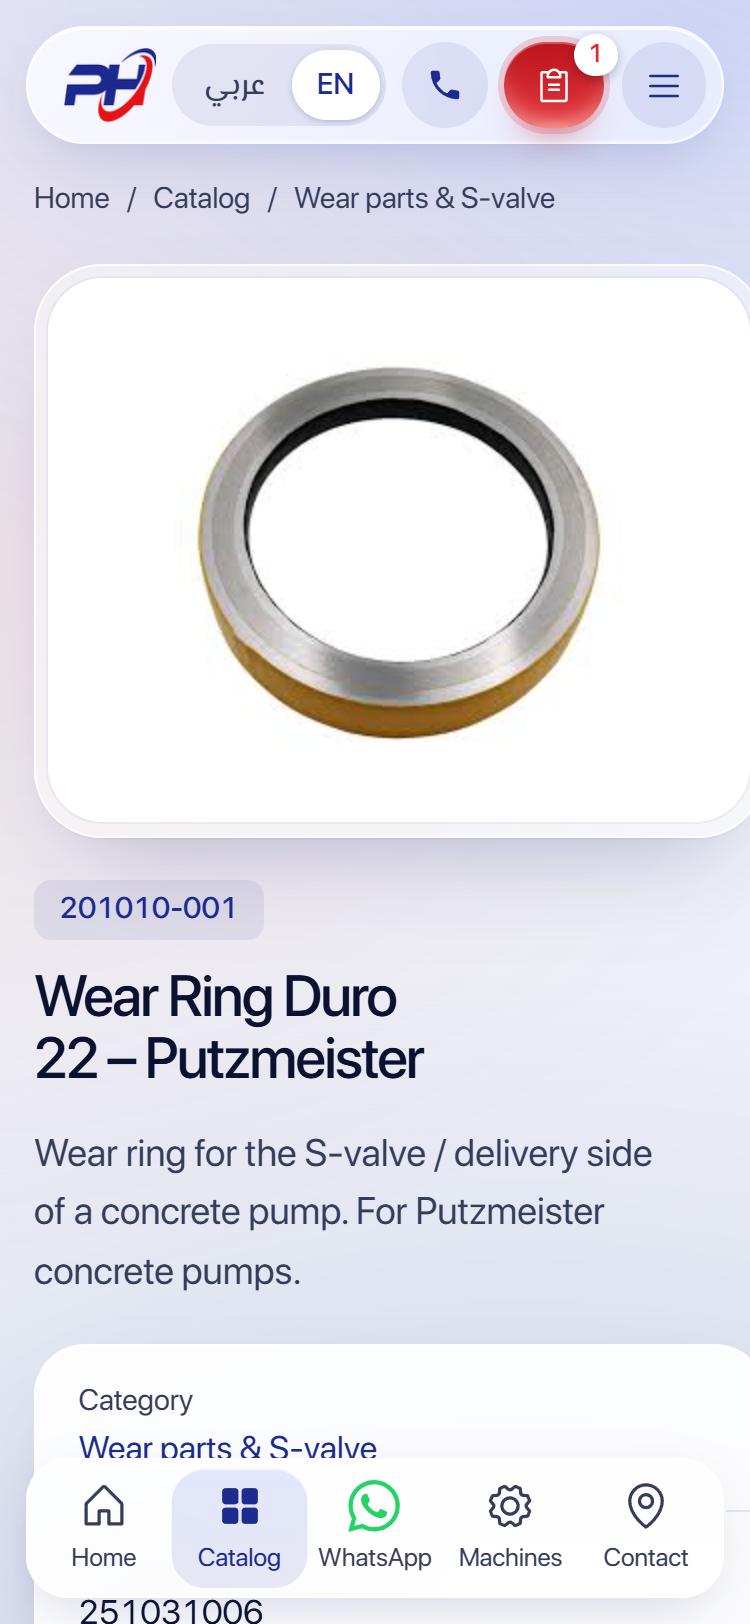 PH
عربي
EN
1
Home / Catalog / Wear parts & S-valve
201010-001
Wear Ring Duro
22 – Putzmeister
Wear ring for the S-valve / delivery side
of a concrete pump. For Putzmeister
concrete pumps.
Category
Wear parts & S-valve
Home
Catalog
WhatsApp
Machines
Contact
251031006